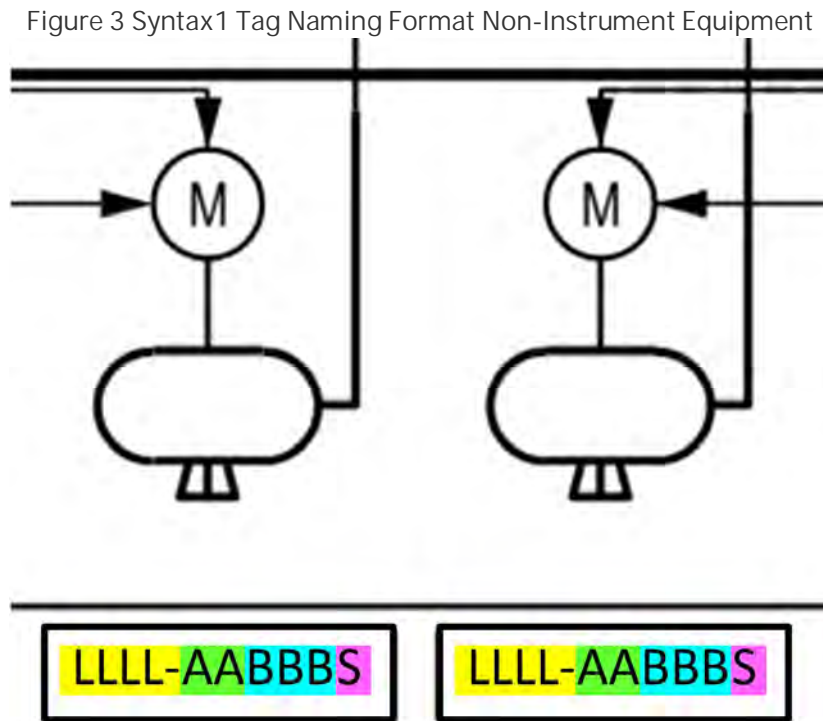 Figure 3 Syntax1 Tag Naming Format Non-Instrument Equipment
M M
LLLL-AABBBS LLLL-AABBBS